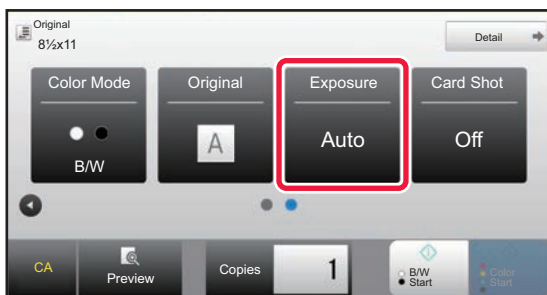 Original
8½x11
Detail
Color Mode
Original
Exposure
Card Shot
A
Auto
Off
B/W
CA
Preview
Copies
1
B/W
Start
Color
Start